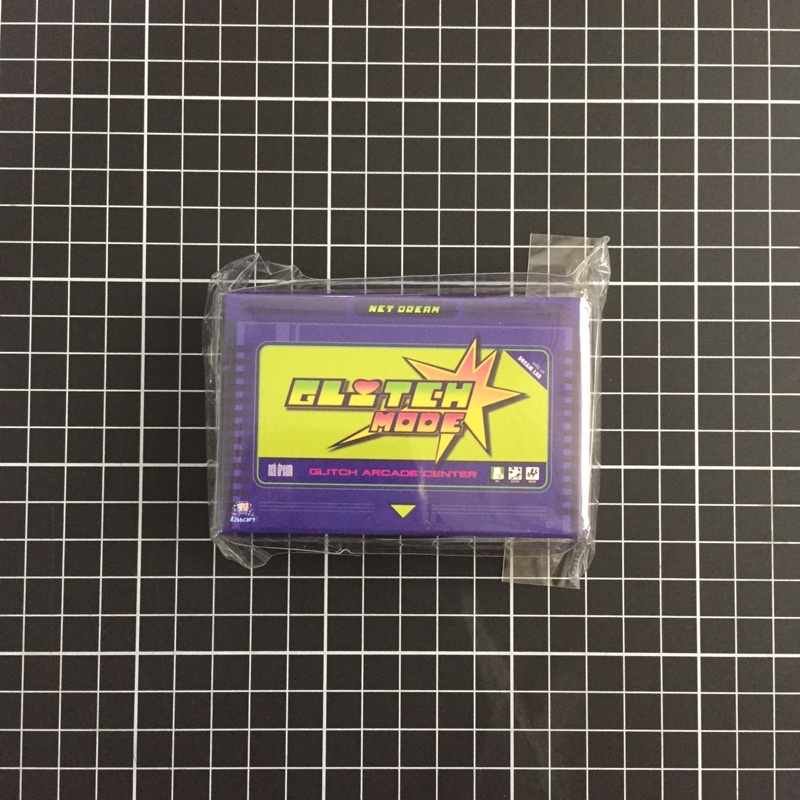 NET DREAM
DREAM LAB
GLITCH
MODE
nct dream
GLITCH ARCADE CENTER